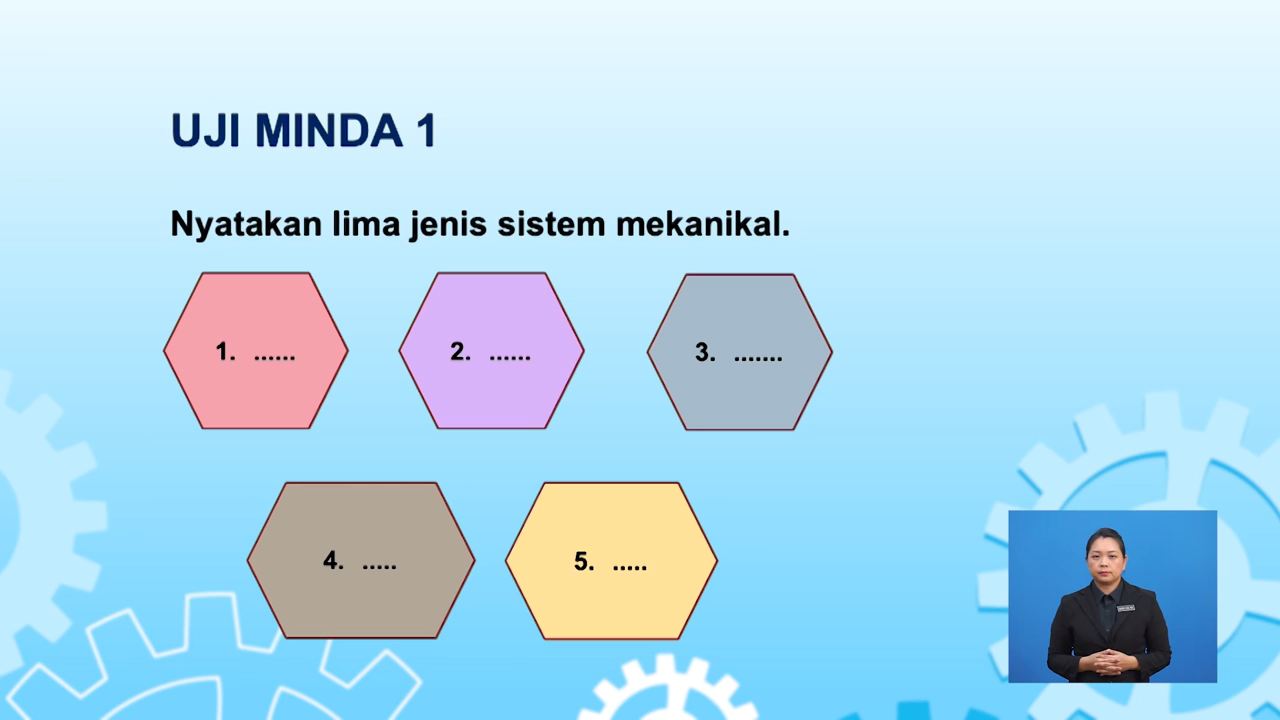 UJI MINDA 1
Nyatakan lima jenis sistem mekanikal.
1. ......
2. ......
3. .......
4. .....
5. .....